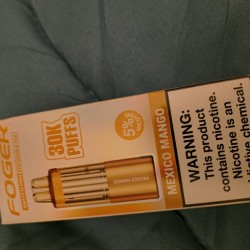 FOGER
30K
PUFFS
5%
MEXICO MANGO
WARNING:
This product
contains nicotine.
Nicotine is an
addictive chemical.